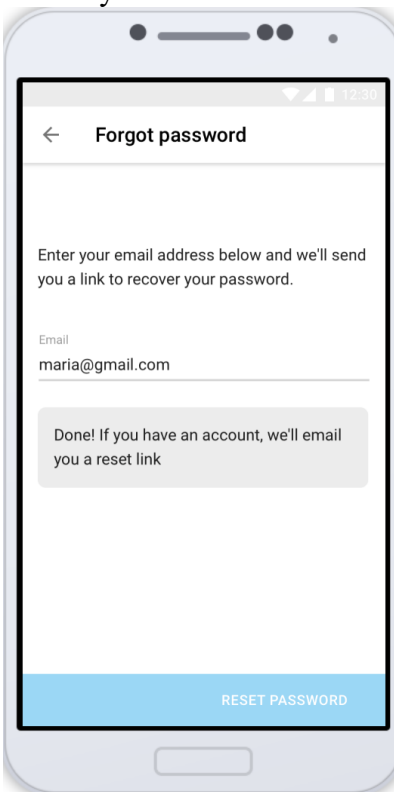 12:30
Forgot password
Enter your email address below and we'll send
you a link to recover your password.
Email
maria@gmail.com
Done! If you have an account, we'll email
you a reset link
RESET PASSWORD